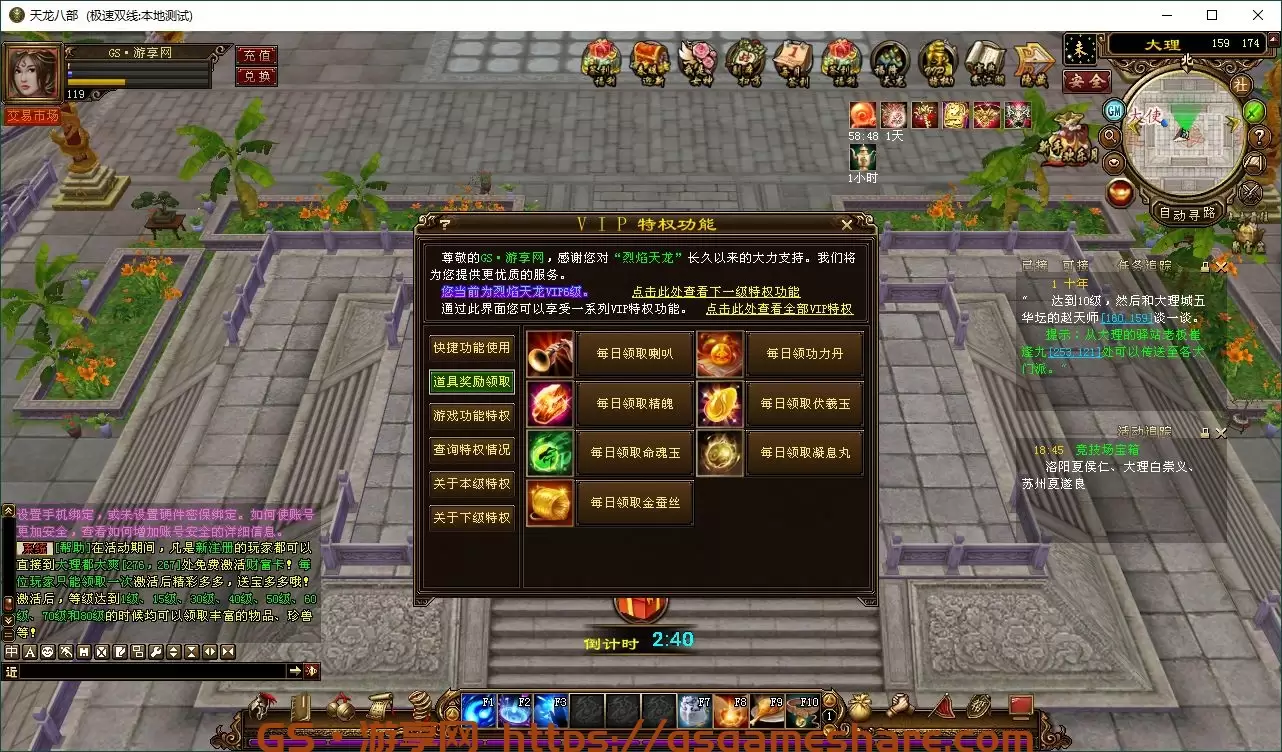 天龙八部 (极速双线:本地测试)
GS·游享网
充值
兑换
119
交易市场
大理 159 174
北
安全
GM
自动寻路
58:48 1天
1小时
VIP特权功能
尊敬的GS·游享网,感谢您对“烈焰天龙”长久以来的大力支持。我们将
为您提供更优质的服务。
您当前为烈焰天龙VIP6级。 点击此处查看下一级特权功能
通过此界面您可以享受一系列VIP特权功能。 点击此处查看全部VIP特权
快捷功能使用
道具奖励领取
游戏功能特权
查询特权情况
关于本级特权
关于下级特权
每日领取喇叭
每日领功力丹
每日领取精魄
每日领取伏羲玉
每日领取命魂玉
每日领取凝息丸
每日领取金蚕丝
已接 可接 任务追踪
1 十年
“ 达到10级,然后和大理城五
华坛的赵天师[160,159]谈一谈。
提示:从大理的驿站老板崔
逢九[253,121]处可以传送至各大
门派。”
活动追踪
18:45 竞技场宝箱
洛阳夏侯仁、大理白崇义、
苏州夏遂良
设置手机绑定,或未设置硬件密保绑定。如何使账号
更加安全,查看如何增加账号安全的详细信息。
[帮助]在活动期间,凡是新注册的玩家都可以
直接到大理都大爽[276,267]处免费激活财富卡!每
位玩家只能领取一次激活后精彩多多,送宝多多哦!
激活后,等级达到1级、15级、30级、40级、50级、60
级、70级和80级的时候均可以领取丰富的物品、珍兽
等!
近
倒计时 2:40
F1 F2 F3 F7 F8 F9 F10
1
GS·游享网 https://gsgameshare.com